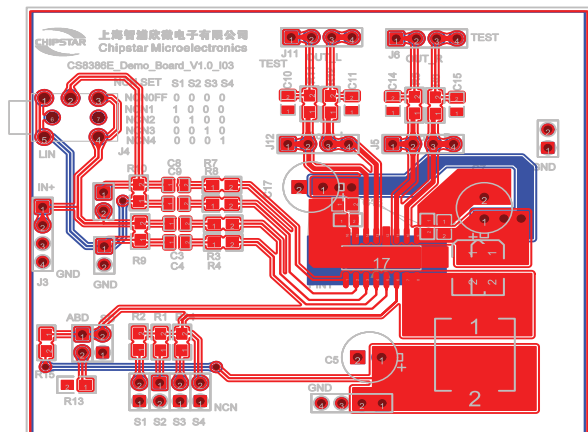 CHIPSTAR
上海智浦欣微电子有限公司
Chipstar Microelectronics
CS8386E_Demo_Board_V1.0_I03
NCN SET S1 S2 S3 S4
NCNOFF 0 0 0 0
NCN1 1 0 0 0
NCN2 0 1 0 0
NCN3 0 0 1 0
NCN4 0 0 0 1
J11 OUT_L
TEST
J6
TEST
C10
C11
C14
C15
J12
J5
LIN
J4
GND
R10
C8
C9
R7
R8
C17
IN+
J3
GND
GND
R9
C3
C4
R3
R4
17
ABD
R2
R1
C5
1
2
R15
R13
GND
NCN
S1 S2 S3 S4